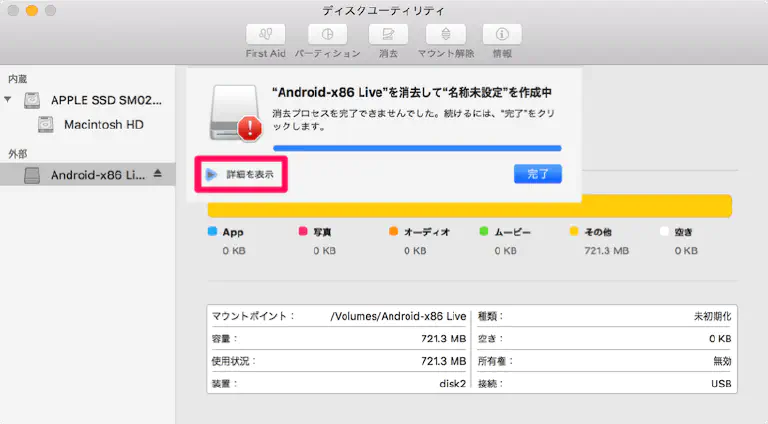 ディスクユーティリティ
First Aid パーティション 消去 マウント解除 情報
内蔵
APPLE SSD SM02...
Macintosh HD
外部
Android-x86 Li...
“Android-x86 Live”を消去して“名称未設定”を作成中
消去プロセスを完了できませんでした。続けるには、“完了”をク
リックします。
詳細を表示
完了
App 写真 オーディオ ムービー その他 空き
0 KB 0 KB 0 KB 0 KB 721.3 MB 0 KB
マウントポイント： /Volumes/Android-x86 Live 種類： 未初期化
容量： 721.3 MB 空き： 0 KB
使用状況： 721.3 MB 所有権： 無効
装置： disk2 接続： USB